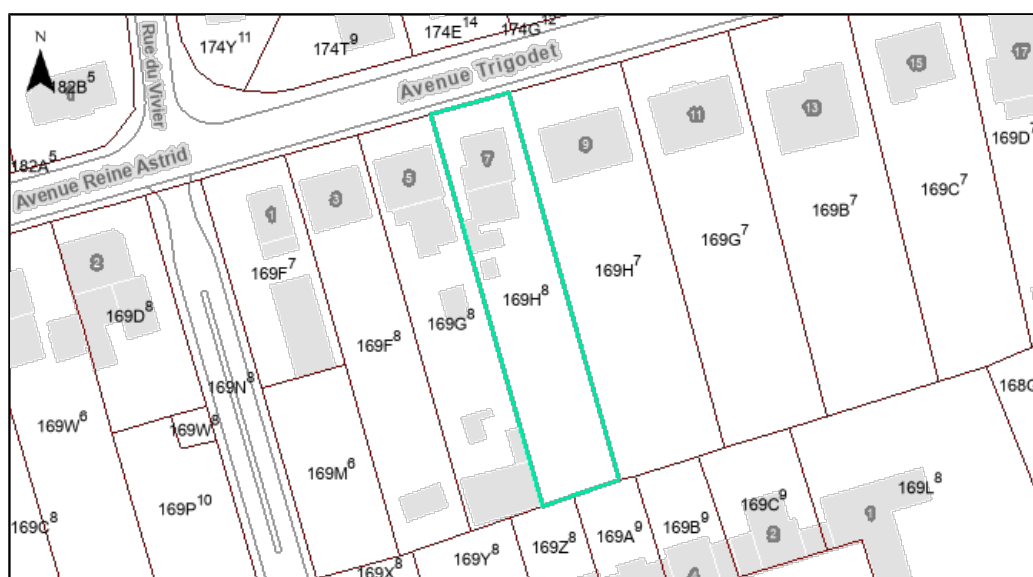 N
182B⁵
182A⁵
Rue du Vivier
174Y¹¹
174T⁹
174E¹⁴
174G¹²
Avenue Trigodet
Avenue Reine Astrid
1
3
5
7
9
11
13
15
17
169D⁷
169C⁷
169B⁷
169G⁷
169H⁷
169H⁸
169G⁸
169F⁸
169F⁷
2
169D⁸
169N⁸
169W⁸
169W⁶
169M⁶
169P¹⁰
169C⁸
169X⁸
169Y⁸
169Z⁸
169A⁹
169B⁹
169C⁹
169L⁸
2
1
4